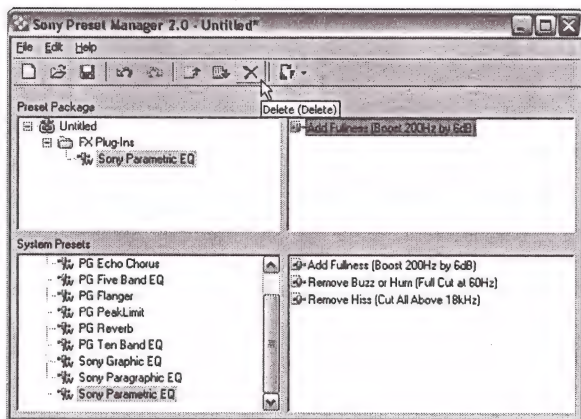 Sony Preset Manager 2.0 - Untitled*
File Edit Help
Delete (Delete)
Preset Package
Untitled
FX Plug-Ins
Sony Parametric EQ
Add Fullness (Boost 200Hz by 6dB)
System Presets
PG Echo Chorus
PG Five Band EQ
PG Flanger
PG PeakLimit
PG Reverb
PG Ten Band EQ
Sony Graphic EQ
Sony Paragraphic EQ
Sony Parametric EQ
Add Fullness (Boost 200Hz by 6dB)
Remove Buzz or Hum (Full Cut at 60Hz)
Remove Hiss (Cut All Above 18kHz)